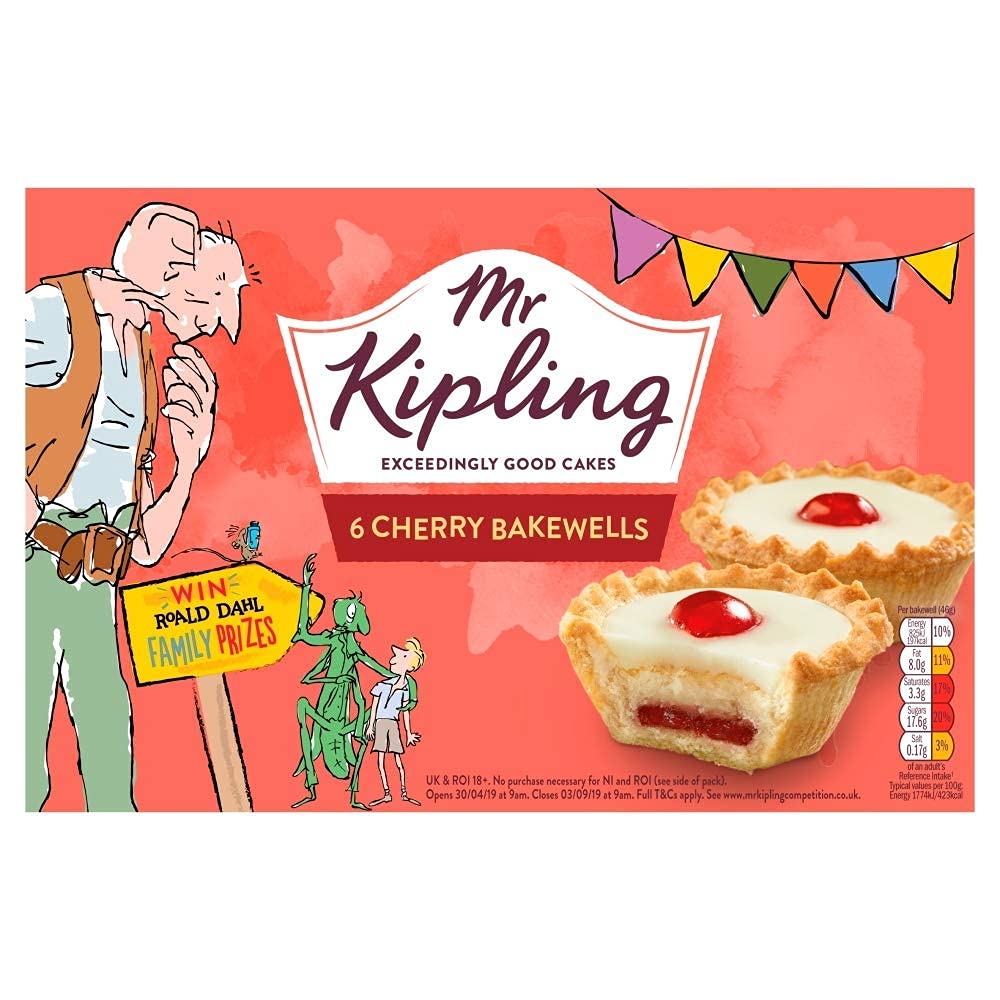 Mr
Kipling
EXCEEDINGLY GOOD CAKES
6 CHERRY BAKEWELLS
WIN
ROALD DAHL
FAMILY PRIZES
Per bakewell (46g)
Energy
825kJ
197kcal
10%
Fat
8.0g
11%
Saturates
3.3g
17%
Sugars
17.6g
20%
Salt
0.17g
3%
of an adult's
Reference Intake†
Typical values per 100g:
Energy 1774kJ/423kcal
UK & ROI 18+. No purchase necessary for NI and ROI (see side of pack).
Opens 30/04/19 at 9am. Closes 03/09/19 at 9am. Full T&Cs apply. See www.mrkiplingcompetition.co.uk.